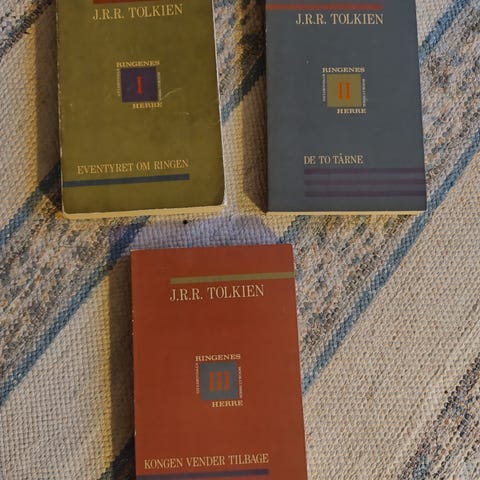 J.R.R. TOLKIEN
RINGENES
I
HERRE
EVENTYRET OM RINGEN
J.R.R. TOLKIEN
RINGENES
II
HERRE
DE TO TÅRNE
J.R.R. TOLKIEN
RINGENES
III
HERRE
KONGEN VENDER TILBAGE